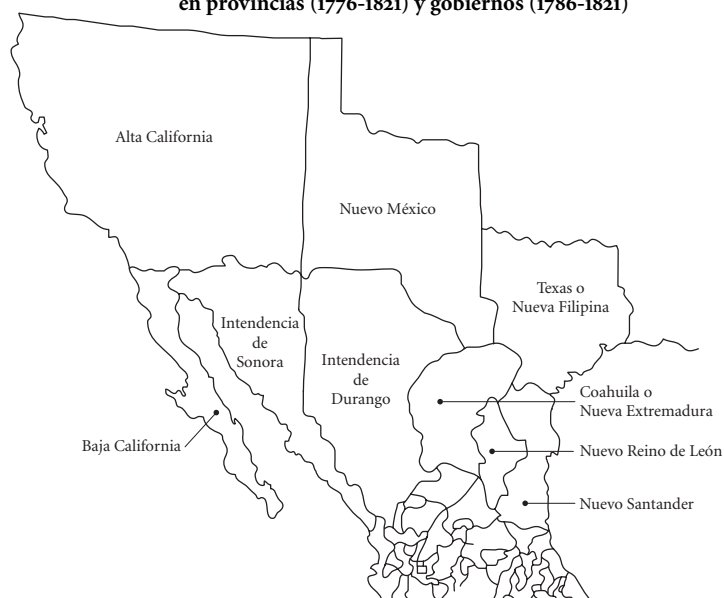 en provincias (1776-1821) y gobiernos (1786-1821)
Alta California
Nuevo México
Texas o
Nueva Filipina
Intendencia
de
Sonora
Intendencia
de
Durango
Coahuila o
Nueva Extremadura
Baja California
Nuevo Reino de León
Nuevo Santander